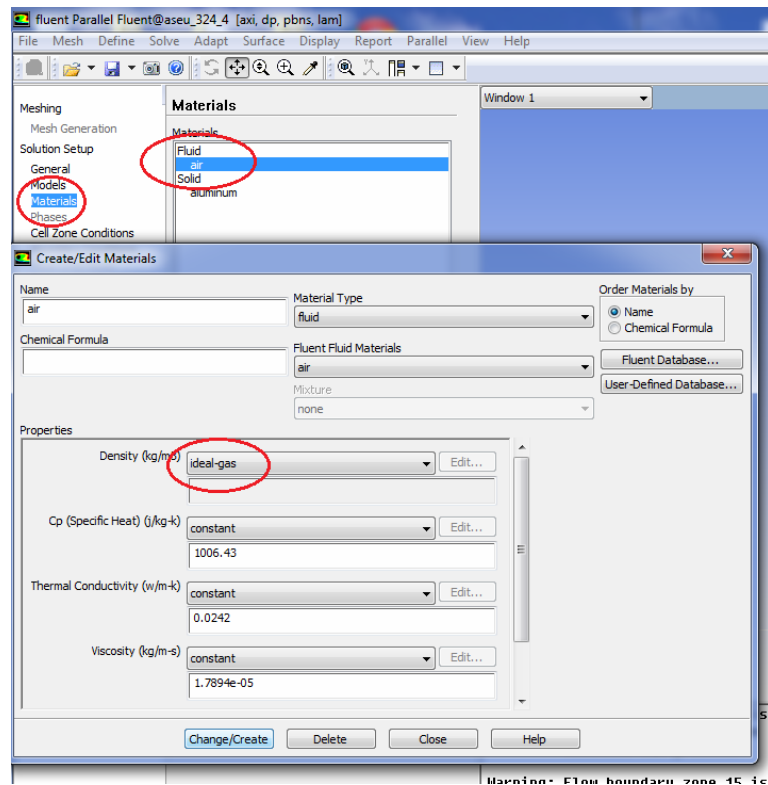 fluent Parallel Fluent@aseu_324_4 [axi, dp, pbns, lam]
File Mesh Define Solve Adapt Surface Display Report Parallel View Help
Meshing
Mesh Generation
Solution Setup
General
Models
Materials
Phases
Cell Zone Conditions
Materials
Materials
Fluid
air
Solid
aluminum
Window 1
Create/Edit Materials
Name
air
Chemical Formula
Material Type
fluid
Fluent Fluid Materials
air
Mixture
none
Order Materials by
Name
Chemical Formula
Fluent Database...
User-Defined Database...
Properties
Density (kg/m3) ideal-gas Edit...
Cp (Specific Heat) (j/kg-k) constant Edit...
1006.43
Thermal Conductivity (w/m-k) constant Edit...
0.0242
Viscosity (kg/m-s) constant Edit...
1.7894e-05
Change/Create Delete Close Help
Warning: Flow boundary zone 15 is